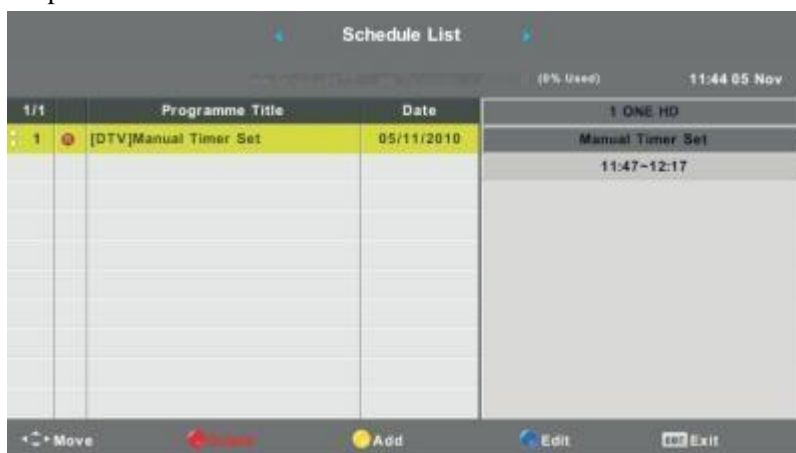 Schedule List
(0% Used)
11:44 05 Nov
1/1 Programme Title Date
1 [DTV]Manual Timer Set 05/11/2010
1 ONE HD
Manual Timer Set
11:47~12:17
Move Add Edit EXIT Exit